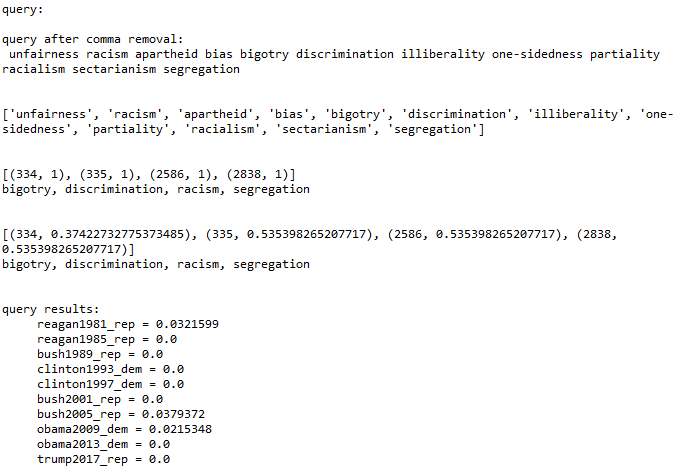 query:
query after comma removal:
unfairness racism apartheid bias bigotry discrimination illiberality one-sidedness partiality
racialism sectarianism segregation
['unfairness', 'racism', 'apartheid', 'bias', 'bigotry', 'discrimination', 'illiberality', 'one-
sidedness', 'partiality', 'racialism', 'sectarianism', 'segregation']
[(334, 1), (335, 1), (2586, 1), (2838, 1)]
bigotry, discrimination, racism, segregation
[(334, 0.37422732775373485), (335, 0.535398265207717), (2586, 0.535398265207717), (2838,
0.535398265207717)]
bigotry, discrimination, racism, segregation
query results:
reagan1981_rep = 0.0321599
reagan1985_rep = 0.0
bush1989_rep = 0.0
clinton1993_dem = 0.0
clinton1997_dem = 0.0
bush2001_rep = 0.0
bush2005_rep = 0.0379372
obama2009_dem = 0.0215348
obama2013_dem = 0.0
trump2017_rep = 0.0